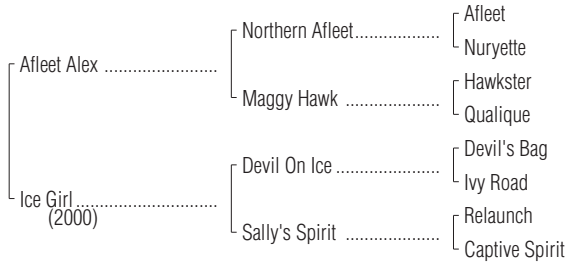 Afleet
Northern Afleet.................
Nuryette
Afleet Alex .......................
Hawkster
Maggy Hawk ...................
Qualique
Devil's Bag
Devil On Ice .....................
Ivy Road
Ice Girl.............................
(2000)
Relaunch
Sally's Spirit ...................
Captive Spirit